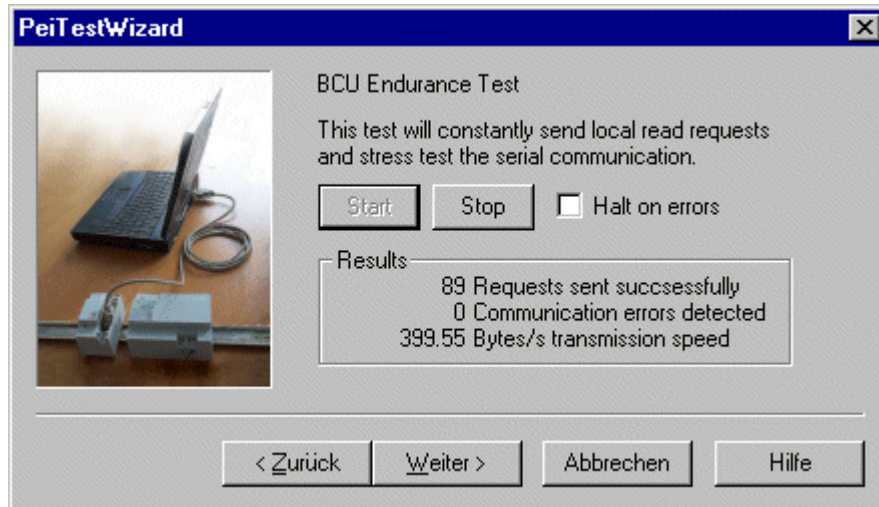 PeiTestWizard
BCU Endurance Test
This test will constantly send local read requests
and stress test the serial communication.
Start
Stop
Halt on errors
Results
89 Requests sent succsessfully
0 Communication errors detected
399.55 Bytes/s transmission speed
< Zurück
Weiter >
Abbrechen
Hilfe